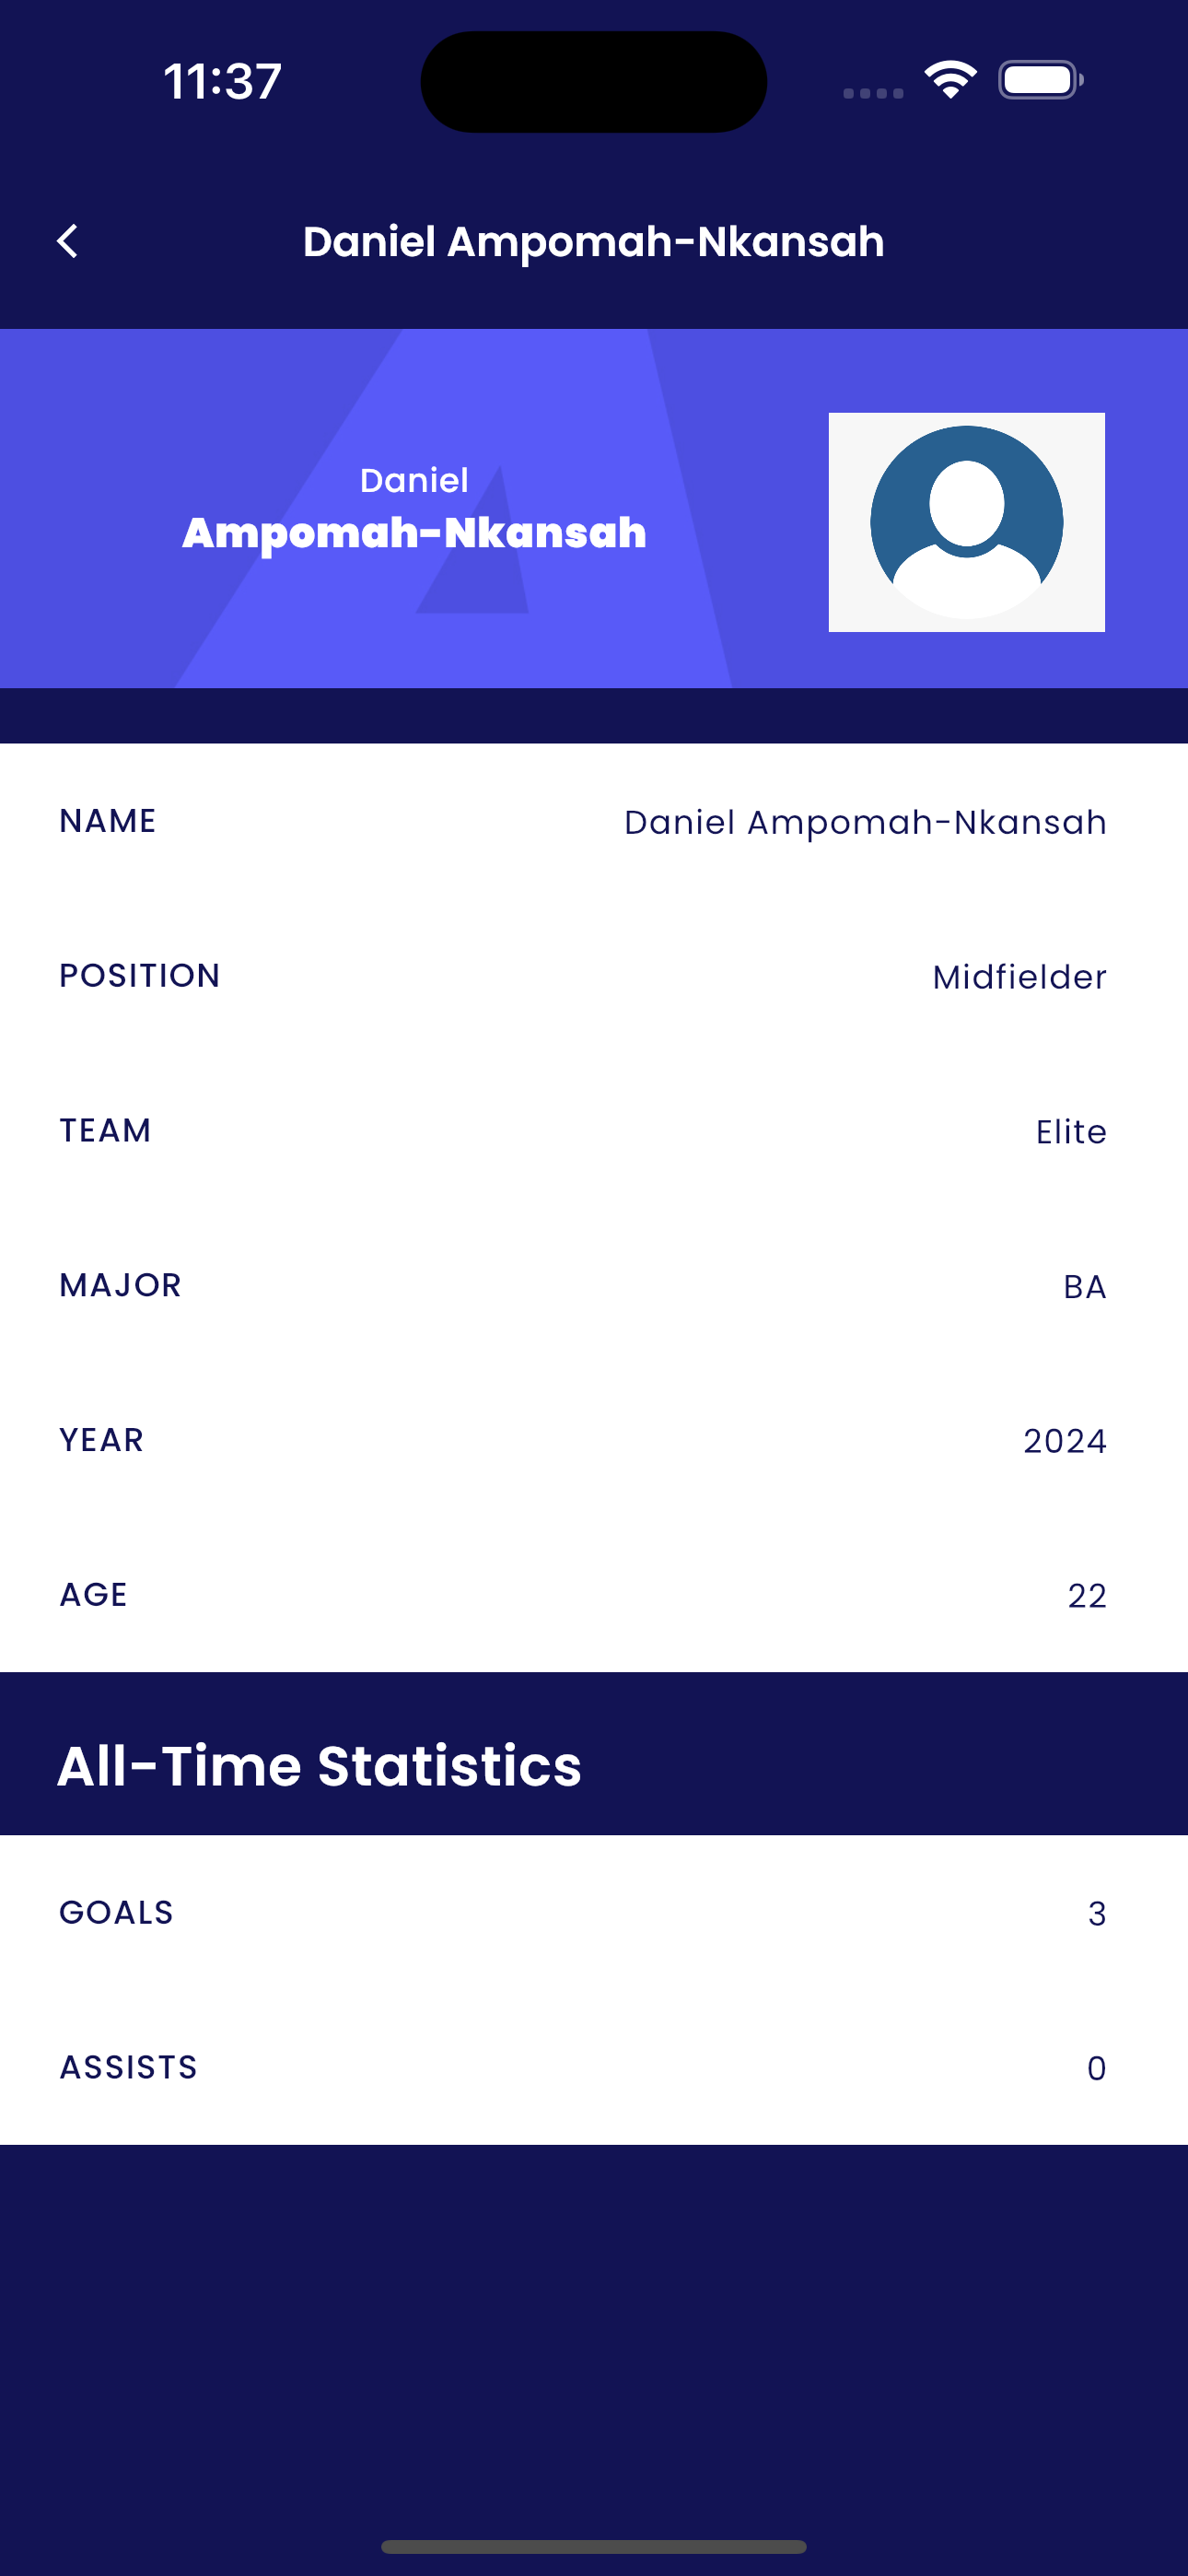 11:37
Daniel Ampomah-Nkansah
Daniel
Ampomah-Nkansah
NAME Daniel Ampomah-Nkansah
POSITION Midfielder
TEAM Elite
MAJOR BA
YEAR 2024
AGE 22
All-Time Statistics
GOALS 3
ASSISTS 0